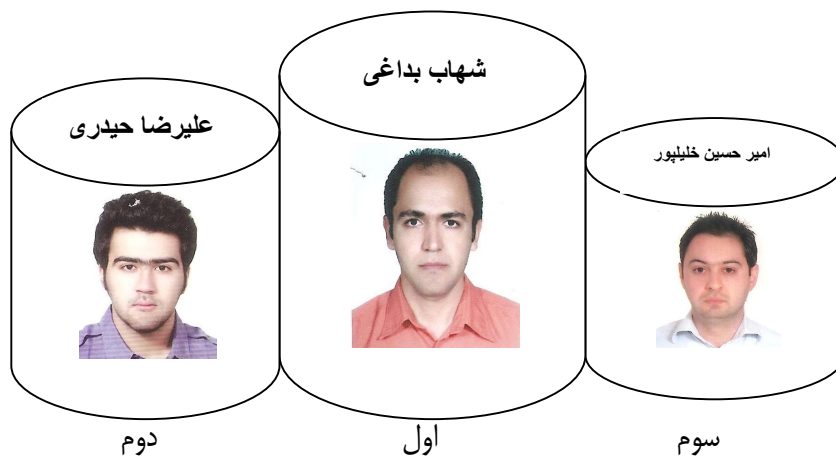 شهاب بداغی
علیرضا حیدری
امیر حسین خلیلپور
سوم
اول
دوم